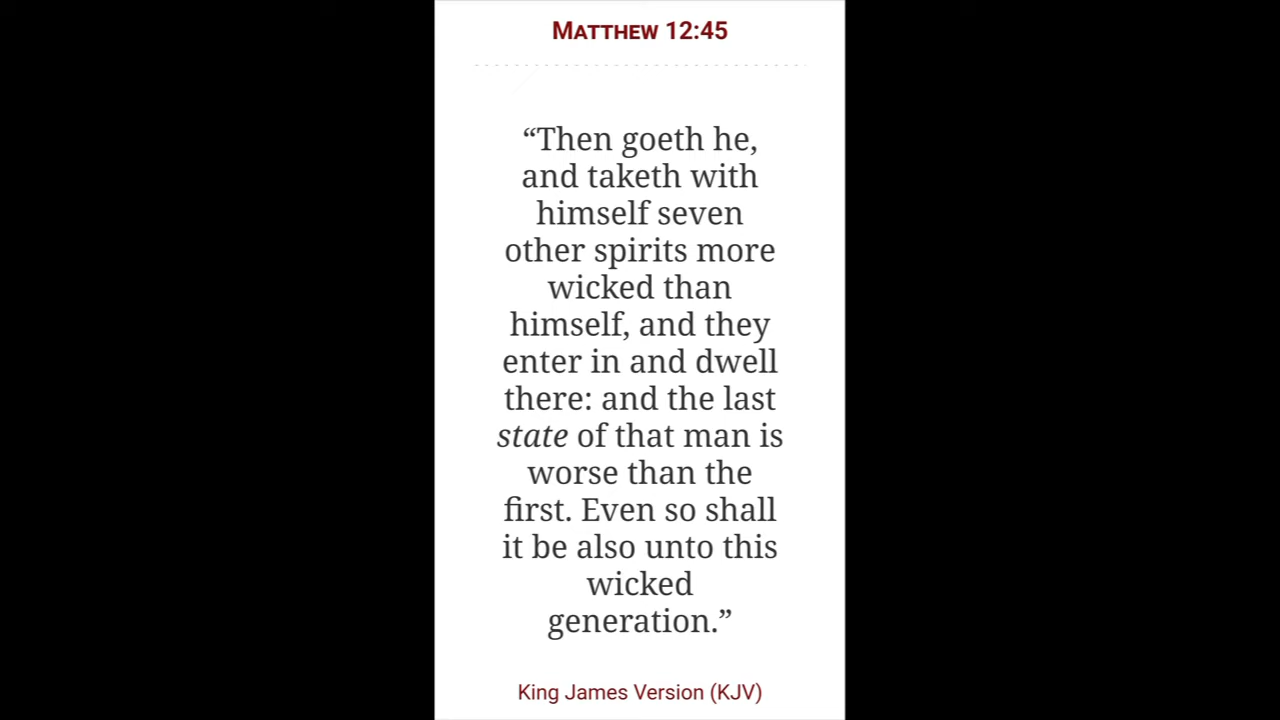 MATTHEW 12:45
“Then goeth he,
and taketh with
himself seven
other spirits more
wicked than
himself, and they
enter in and dwell
there: and the last
state of that man is
worse than the
first. Even so shall
it be also unto this
wicked
generation.”
King James Version (KJV)